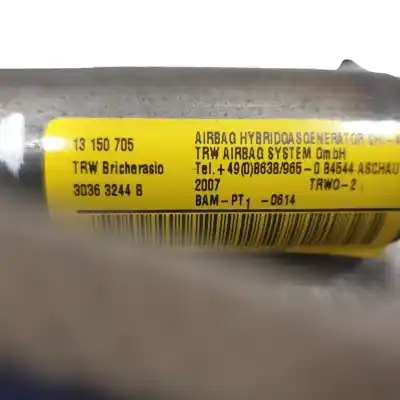 13 150 705
TRW Bricherasio
3036 3244 B
AIRBAG HYBRIDGASGENERATOR
TRW AIRBAG SYSTEM GmbH
Tel.+49(0)8638/965-0 84544 ASCHAU
2007 TRWO-2
BAM-PT1 -0614